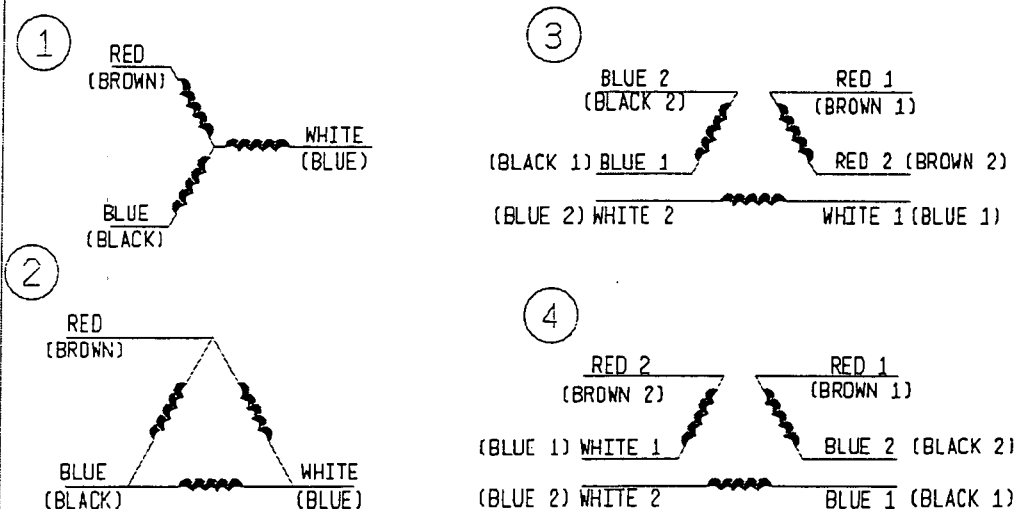 1
RED
(BROWN)
WHITE
(BLUE)
BLUE
(BLACK)
2
RED
(BROWN)
BLUE
(BLACK)
WHITE
(BLUE)
3
BLUE 2
(BLACK 2)
RED 1
(BROWN 1)
(BLACK 1) BLUE 1
RED 2 (BROWN 2)
(BLUE 2) WHITE 2
WHITE 1 (BLUE 1)
4
RED 2
(BROWN 2)
RED 1
(BROWN 1)
(BLUE 1) WHITE 1
BLUE 2 (BLACK 2)
(BLUE 2) WHITE 2
BLUE 1 (BLACK 1)